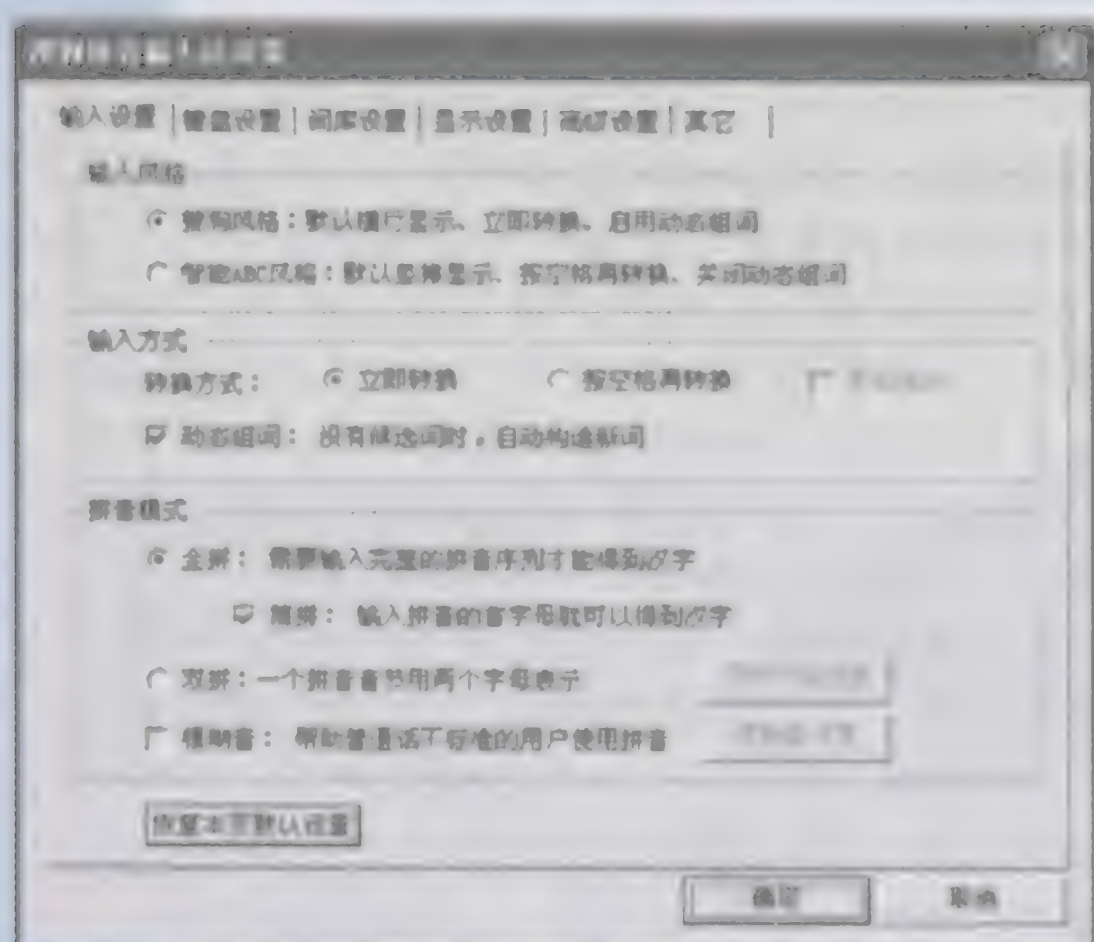 输入设置 | 键盘设置 | 词库设置 | 显示设置 | 高级设置 | 其它 |
输入风格
搜狗风格：默认横行显示、立即转换、启用动态组词
智能ABC风格：默认竖排显示、按空格再转换、关闭动态组词
输入方式
转换方式： 立即转换 按空格再转换
动态组词： 没有候选词时，自动构造新词
拼音模式
全拼： 需要输入完整的拼音序列才能得到汉字
简拼： 输入拼音的首字母就可以得到汉字
双拼：一个拼音音节用两个字母表示
模糊音： 帮助普通话不标准的用户使用拼音
恢复本页默认设置
确定 取消